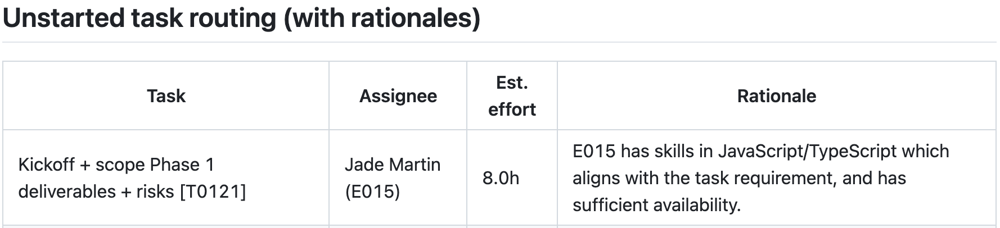 Unstarted task routing (with rationales)
Task
Assignee
Est.
effort
Rationale
Kickoff + scope Phase 1
deliverables + risks [T0121]
Jade Martin
(E015)
8.0h
E015 has skills in JavaScript/TypeScript which
aligns with the task requirement, and has
sufficient availability.